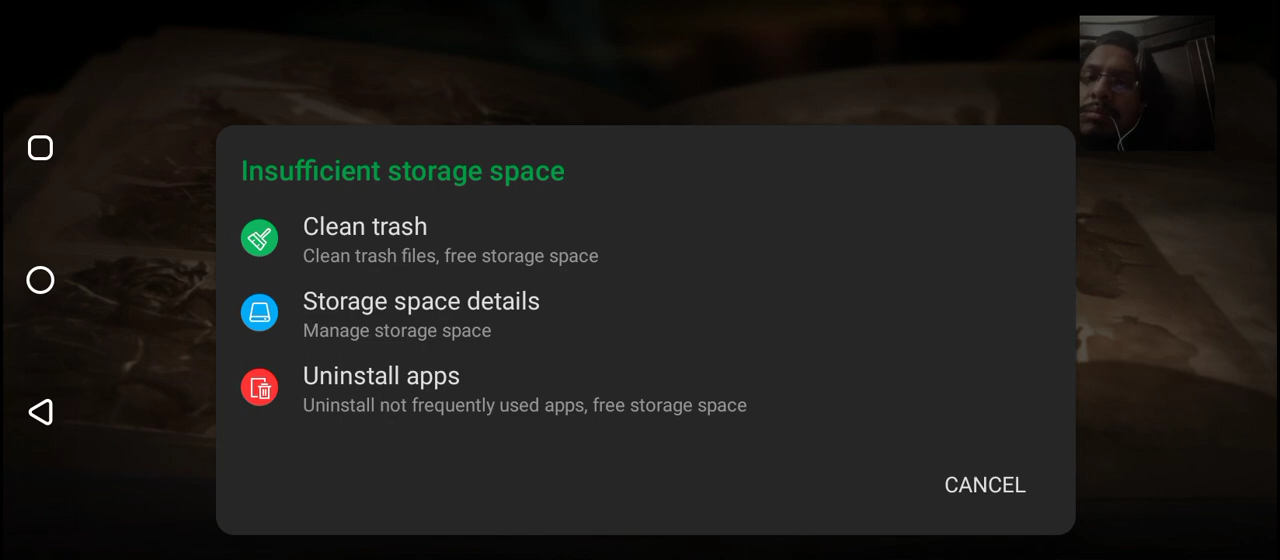 Insufficient storage space
Clean trash
Clean trash files, free storage space
Storage space details
Manage storage space
Uninstall apps
Uninstall not frequently used apps, free storage space
CANCEL